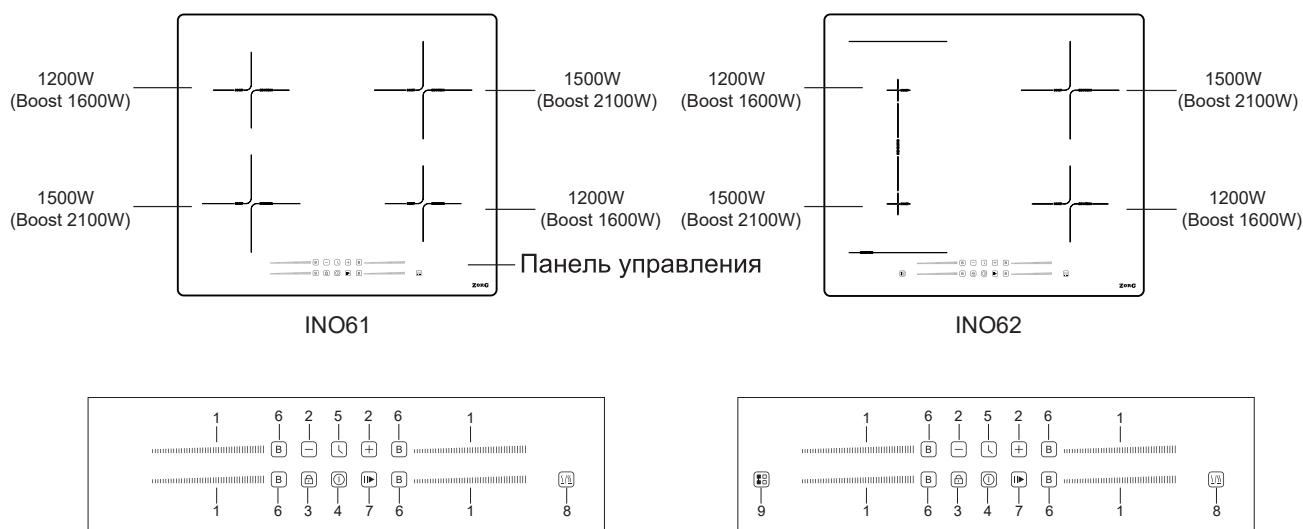 1200W
(Boost 1600W)
1500W
(Boost 2100W)
1500W
(Boost 2100W)
1200W
(Boost 1600W)
Панель управления
ZORG
INO61
1200W
(Boost 1600W)
1500W
(Boost 2100W)
1500W
(Boost 2100W)
1200W
(Boost 1600W)
ZORG
INO62
1 6 2 5 2 6 1
B B
B B
1 6 3 4 7 6 1 8
1 6 2 5 2 6 1
B B
B B
9 1 6 3 4 7 6 1 8